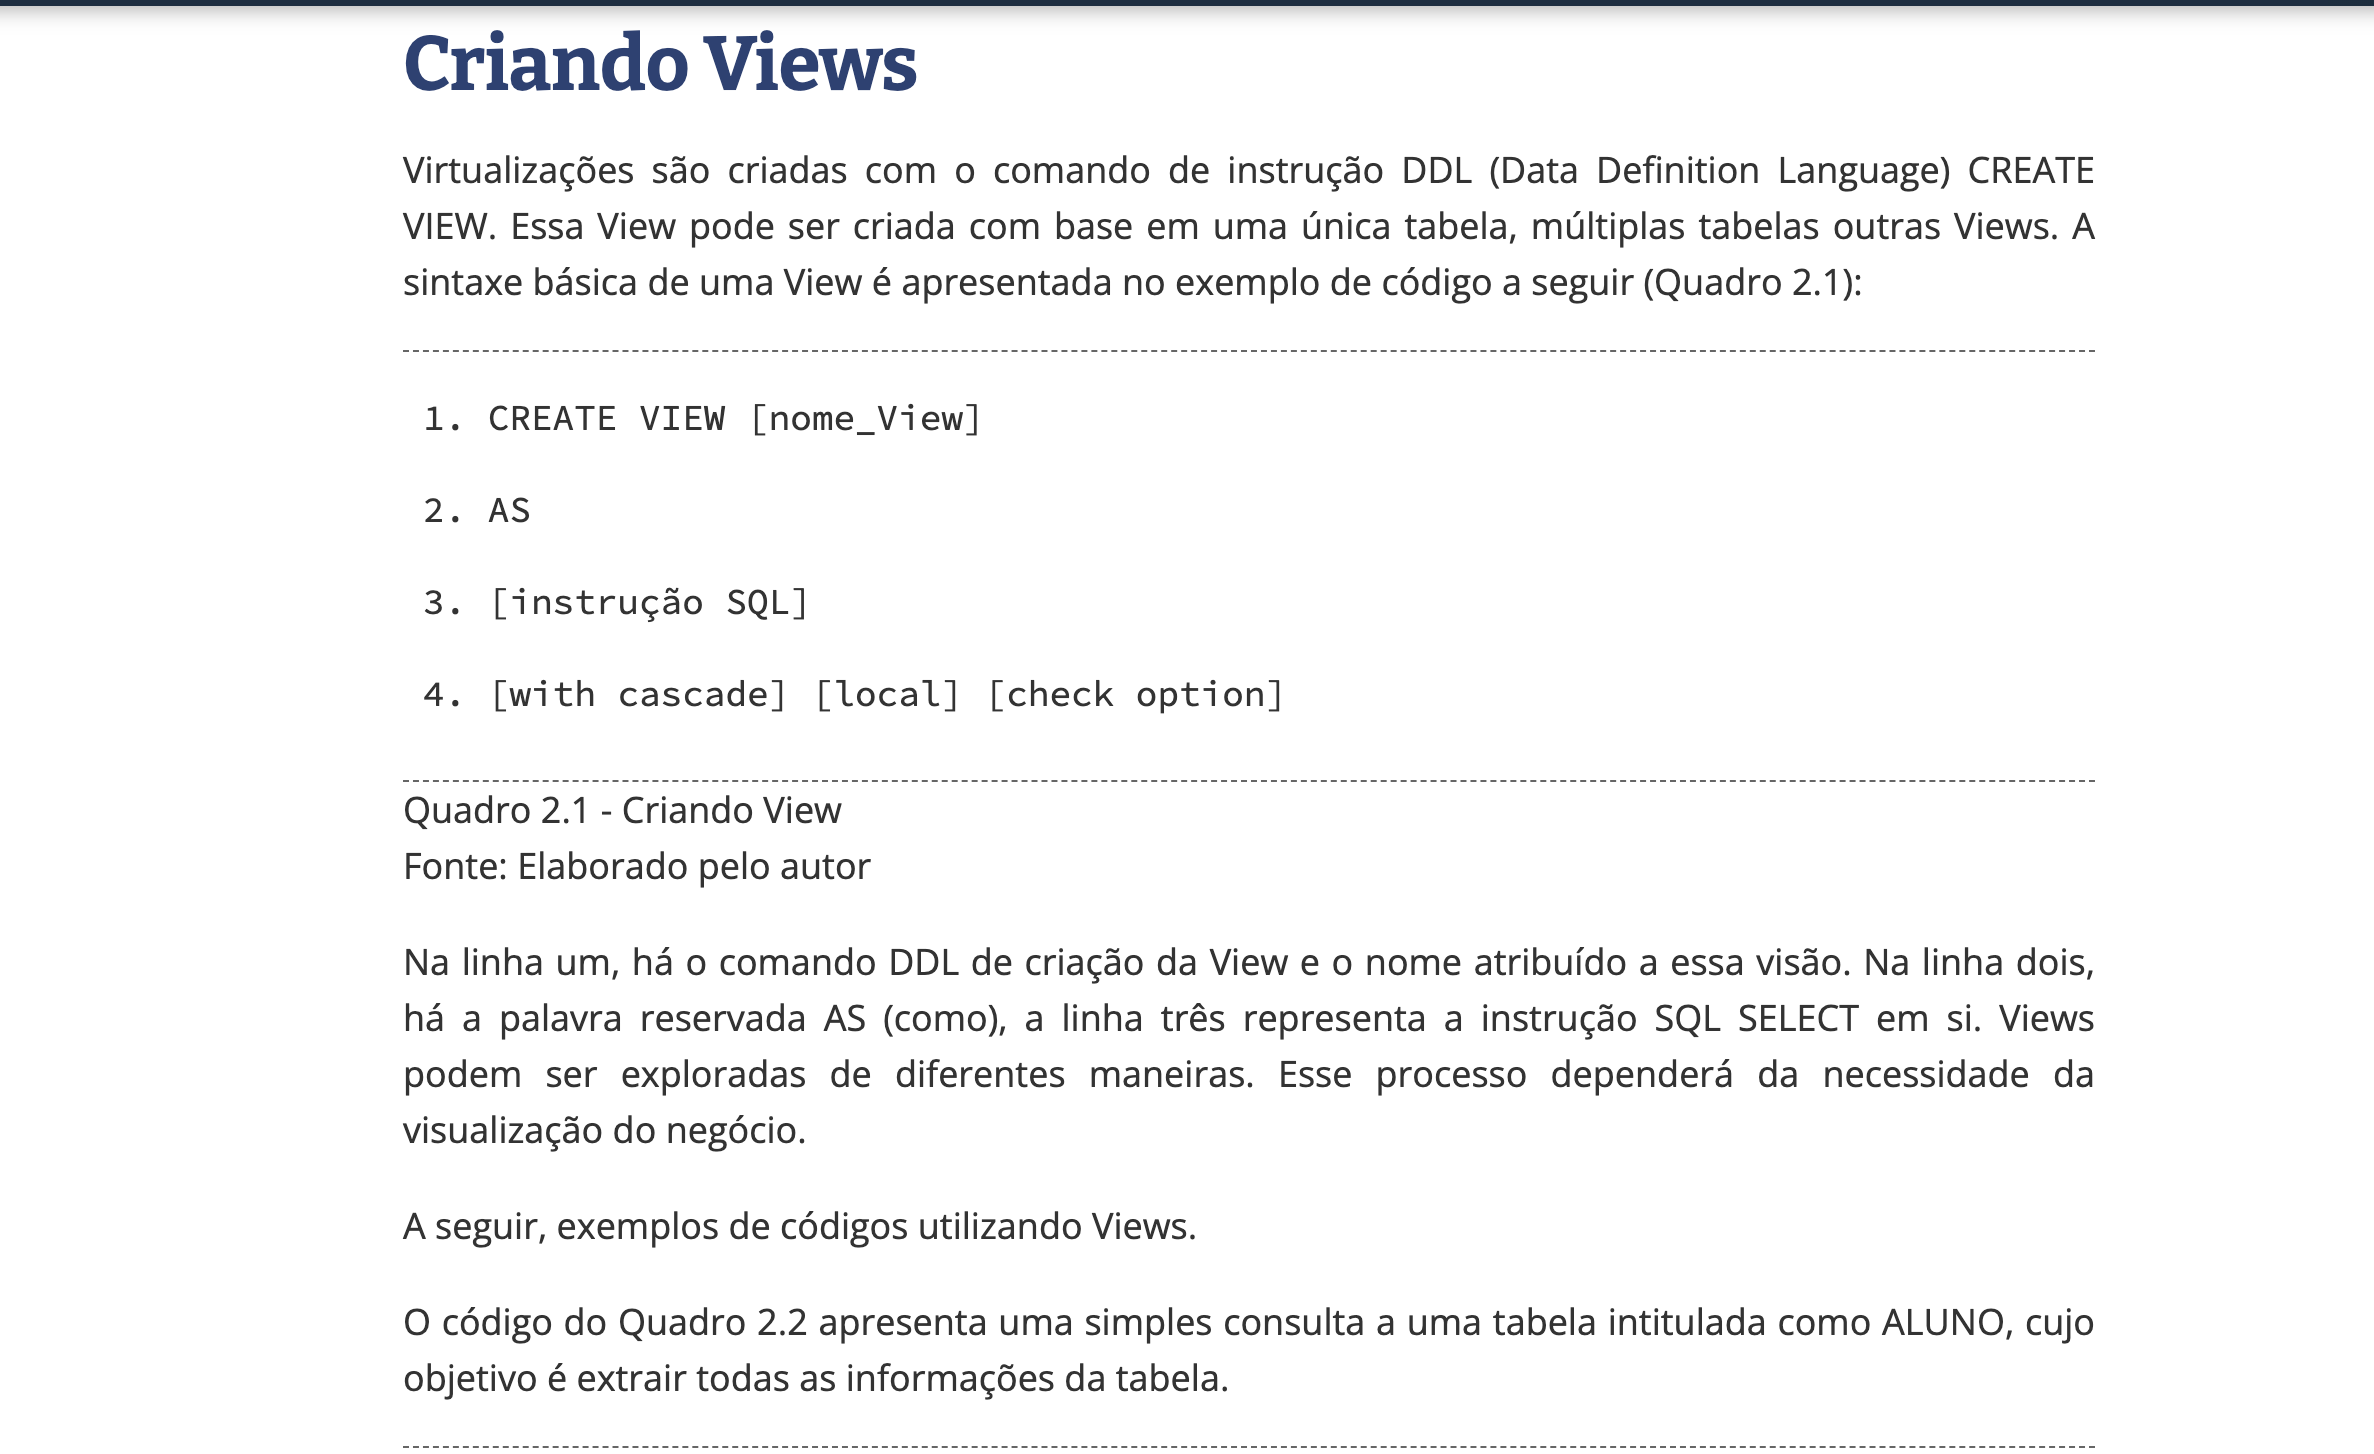 Criando Views
Virtualizações são criadas com o comando de instrução DDL (Data Definition Language) CREATE
VIEW. Essa View pode ser criada com base em uma única tabela, múltiplas tabelas outras Views. A
sintaxe básica de uma View é apresentada no exemplo de código a seguir (Quadro 2.1):
1. CREATE VIEW [nome_View]
2. AS
3. [instrução SQL]
4. [with cascade] [local] [check option]
Quadro 2.1 - Criando View
Fonte: Elaborado pelo autor
Na linha um, há o comando DDL de criação da View e o nome atribuído a essa visão. Na linha dois,
há a palavra reservada AS (como), a linha três representa a instrução SQL SELECT em si. Views
podem ser exploradas de diferentes maneiras. Esse processo dependerá da necessidade da
visualização do negócio.
A seguir, exemplos de códigos utilizando Views.
O código do Quadro 2.2 apresenta uma simples consulta a uma tabela intitulada como ALUNO, cujo
objetivo é extrair todas as informações da tabela.